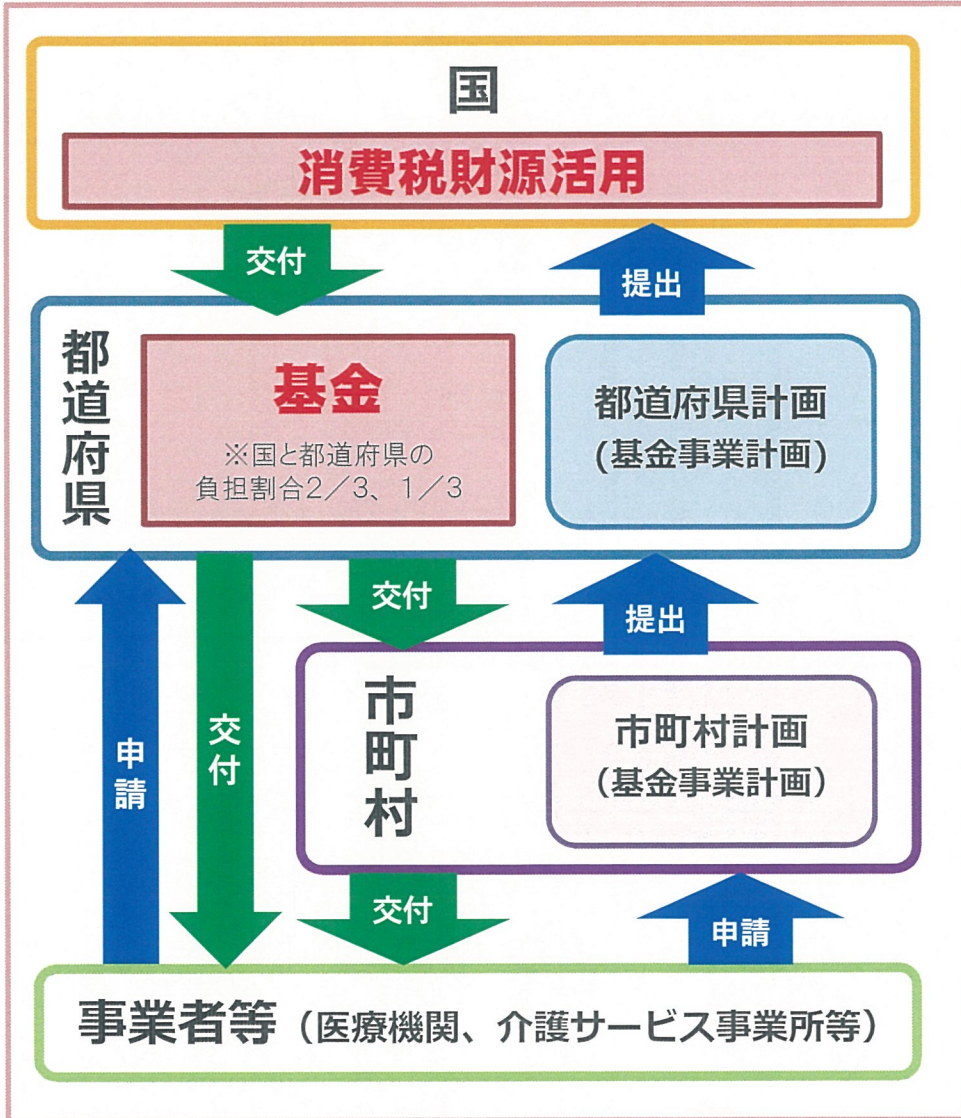 国
消費税財源活用
交付
提出
都道府県
基金
※国と都道府県の
負担割合2/3、1/3
都道府県計画
(基金事業計画)
交付
提出
申請
交付
市町村
市町村計画
(基金事業計画)
交付
申請
事業者等(医療機関、介護サービス事業所等)